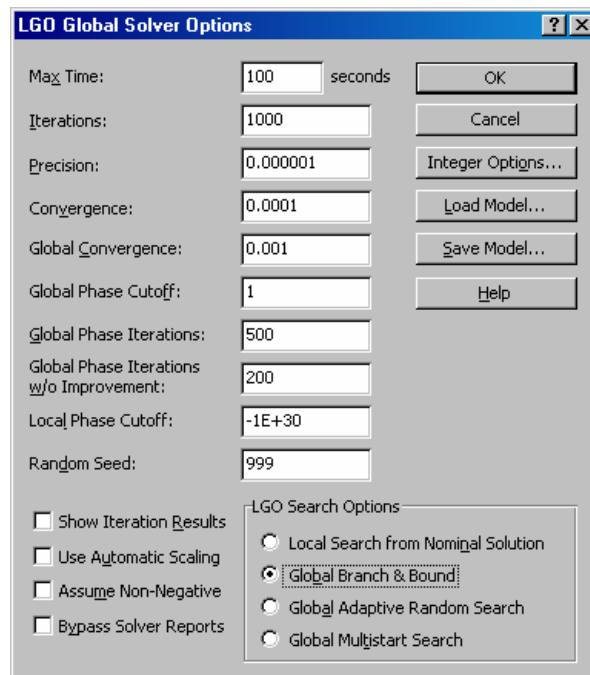 LGO Global Solver Options
Max Time: 100 seconds OK
Iterations: 1000 Cancel
Precision: 0.000001 Integer Options...
Convergence: 0.0001 Load Model...
Global Convergence: 0.001 Save Model...
Global Phase Cutoff: 1 Help
Global Phase Iterations: 500
Global Phase Iterations
w/o Improvement: 200
Local Phase Cutoff: -1E+30
Random Seed: 999
Show Iteration Results
Use Automatic Scaling
Assume Non-Negative
Bypass Solver Reports
LGO Search Options
Local Search from Nominal Solution
Global Branch & Bound
Global Adaptive Random Search
Global Multistart Search